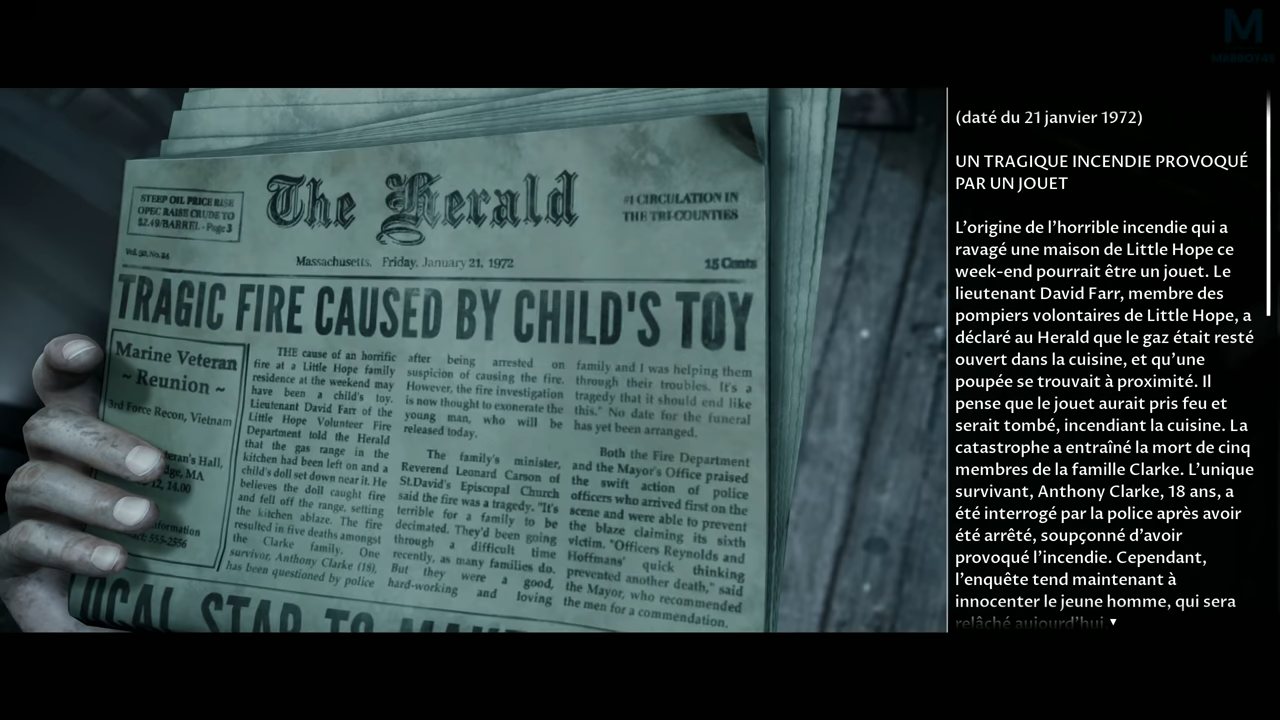 M
STEEP OIL PRICE RISE
OPEC RAISE CRUDE TO
$2.49/BARREL - Page 3
The Herald
#1 CIRCULATION IN
THE TRI-COUNTIES
Massachusetts, Friday, January 21, 1972
15 Cents
TRAGIC FIRE CAUSED BY CHILD'S TOY
Marine Veteran
~ Reunion ~
3rd Force Recon, Vietnam
eran's Hall,
ge, MA
12, 14.00
formation
act: 555-2556
THE cause of an horrific
fire at a Little Hope family
residence at the weekend may
have been a child's toy.
Lieutenant David Farr of the
Little Hope Volunteer Fire
Department told the Herald
that the gas range in the
kitchen had been left on and a
child's doll set down near it. He
believes the doll caught fire
and fell off the range, setting
the kitchen ablaze. The fire
resulted in five deaths amongst
the Clarke family. One
survivor, Anthony Clarke (18),
has been questioned by police
after being arrested on
suspicion of causing the fire.
However, the fire investigation
is now thought to exonerate the
young man, who will be
released today.
The family's minister,
Reverend Leonard Carson of
St.David's Episcopal Church
said the fire was a tragedy. "It's
terrible for a family to be
decimated. They'd been going
through a difficult time
recently, as many families do.
But they were a good,
hard-working and loving
family and I was helping them
through their troubles. It's a
tragedy that it should end like
this." No date for the funeral
has yet been arranged.
Both the Fire Department
and the Mayor's Office praised
the swift action of police
officers who arrived first on the
scene and were able to prevent
the blaze claiming its sixth
victim. "Officers Reynolds and
Hoffmans' quick thinking
prevented another death," said
the Mayor, who recommended
the men for a commendation.
OCAL STAR TO MAK
(daté du 21 janvier 1972)
UN TRAGIQUE INCENDIE PROVOQUÉ
PAR UN JOUET
L'origine de l'horrible incendie qui a
ravagé une maison de Little Hope ce
week-end pourrait être un jouet. Le
lieutenant David Farr, membre des
pompiers volontaires de Little Hope, a
déclaré au Herald que le gaz était resté
ouvert dans la cuisine, et qu'une
poupée se trouvait à proximité. Il
pense que le jouet aurait pris feu et
serait tombé, incendiant la cuisine. La
catastrophe a entraîné la mort de cinq
membres de la famille Clarke. L'unique
survivant, Anthony Clarke, 18 ans, a
été interrogé par la police après avoir
été arrêté, soupçonné d'avoir
provoqué l'incendie. Cependant,
l'enquête tend maintenant à
innocenter le jeune homme, qui sera
relâché aujourd'hui.